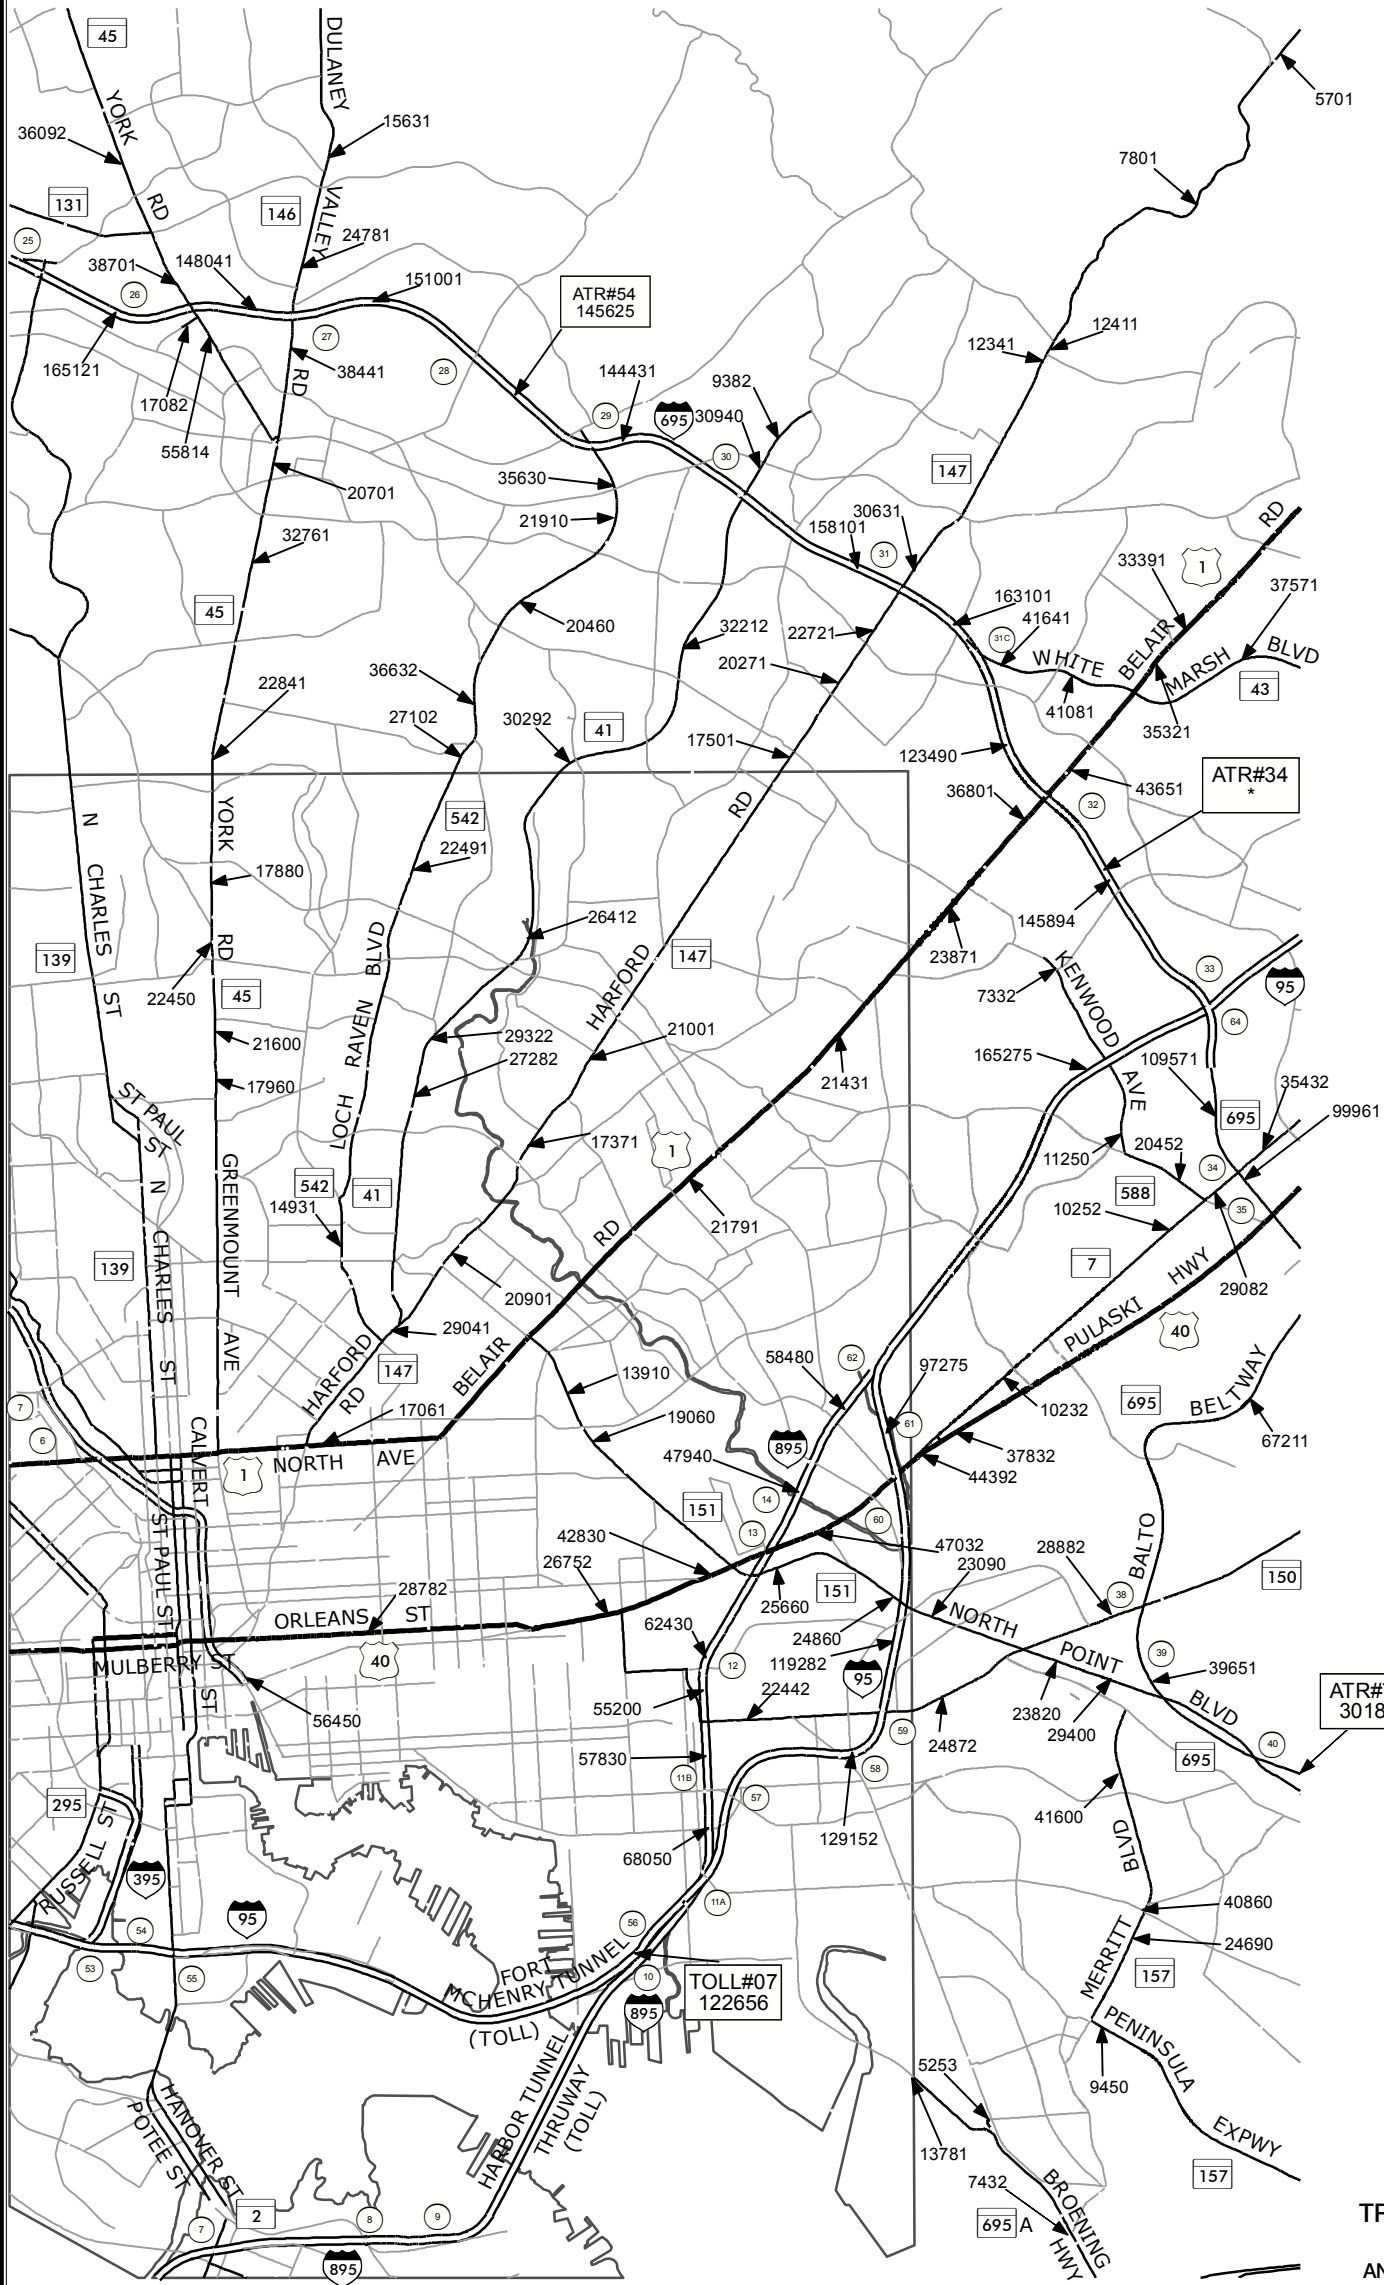 45
DULANEY
5701
YORK
15631
36092
7801
131
RD
146
VALLEY
24781
25
38701
148041
151001
26
ATR#54
145625
12411
27
12341
165121
RD
38441
28
144431
9382
17082
29
695
30940
55814
30
147
35630
20701
RD
21910
30631
158101
32761
31
33391
1
37571
163101
45
41641
20460
32212
22721
31C
WHITE
BELAIR
MARSH
BLVD
36632
20271
43
22841
41081
27102
30292
41
35321
17501
123490
ATR#34
*
36801
43651
32
N
YORK
542
RD
22491
17880
CHARLES
26412
145894
BLVD
23871
139
RD
HARFORD
147
KENWOOD
33
22450
45
7332
95
ST
RAVEN
64
21600
29322
21001
165275
109571
27282
21431
35432
17960
AVE
99961
ST PAUL
ST
LOCH
17371
1
695
11250
20452
34
GREENMOUNT
N
542
41
588
14931
21791
10252
35
RD
CHARLES
139
7
HWY
29082
20901
PULASKI
29041
40
AVE
BELAIR
58480
62
97275
ST
147
13910
BELTWAY
HARFORD
RD
7
19060
10232
695
17061
61
67211
6
CALVERT
895
37832
NORTH AVE
47940
44392
1
14
151
13
60
BALTO
ST PAUL ST
42830
47032
28882
26752
23090
28782
151
38
150
25660
ORLEANS ST
NORTH
62430
24860
POINT
40
12
119282
39
MULBERRY ST
95
39651
ST
55200
22442
BLVD
56450
23820
29400
59
24872
40
57830
58
695
11B
295
57
41600
129152
RUSSELL ST
68050
BLVD
395
11A
40860
95
56
54
MERRITT
24690
FORT
MCHENRY TUNNEL
(TOLL)
53
55
10
TOLL#07
122656
157
895
PENINSULA
HARBOR TUNNEL
THRUWAY
(TOLL)
5253
9450
HANOVER ST
POTEE ST
EXPWY
13781
157
7432
BROENING
HWY
2
8
9
695 A
7
895